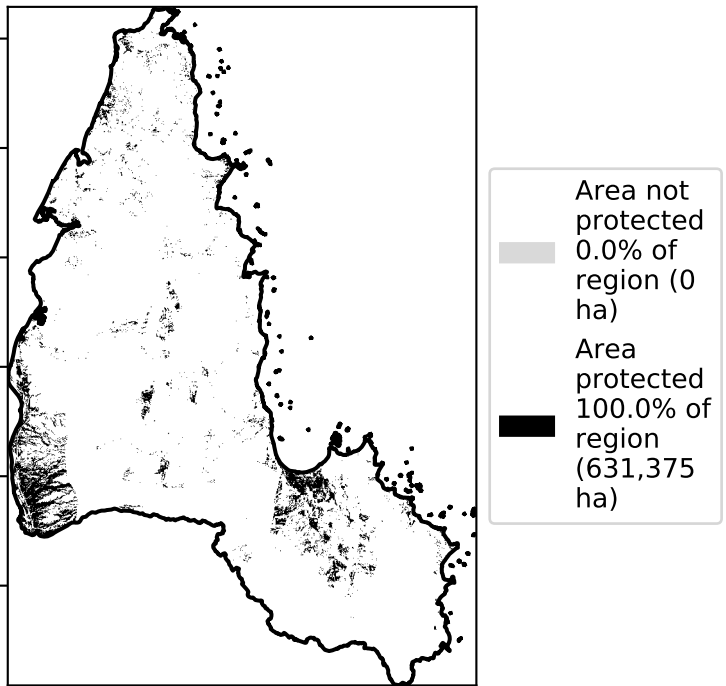 Area not
protected
0.0% of
region (0
ha)
Area
protected
100.0% of
region
(631,375
ha)